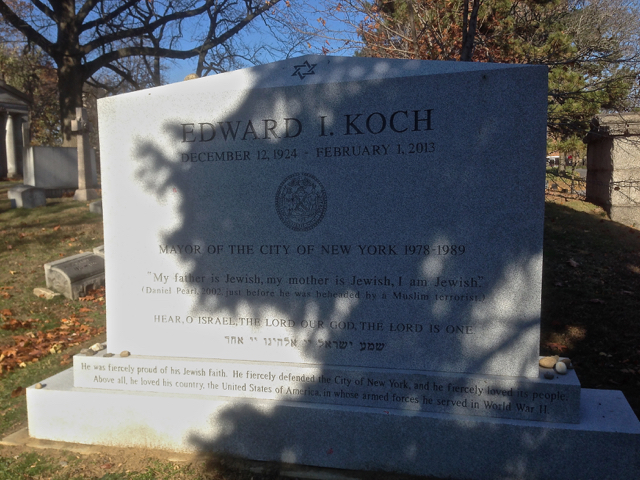 EDWARD I. KOCH
DECEMBER 12, 1924 - FEBRUARY 1, 2013
MAYOR OF THE CITY OF NEW YORK 1978-1989
"My father is Jewish, my mother is Jewish, I am Jewish."
(Daniel Pearl, 2002, just before he was beheaded by a Muslim terrorist.)
HEAR, O ISRAEL, THE LORD OUR GOD, THE LORD IS ONE
שמע ישראל יי אלהינו יי אחד
He was fiercely proud of his Jewish faith. He fiercely defended the City of New York, and he fiercely loved its people.
Above all, he loved his country, the United States of America, in whose armed forces he served in World War II.